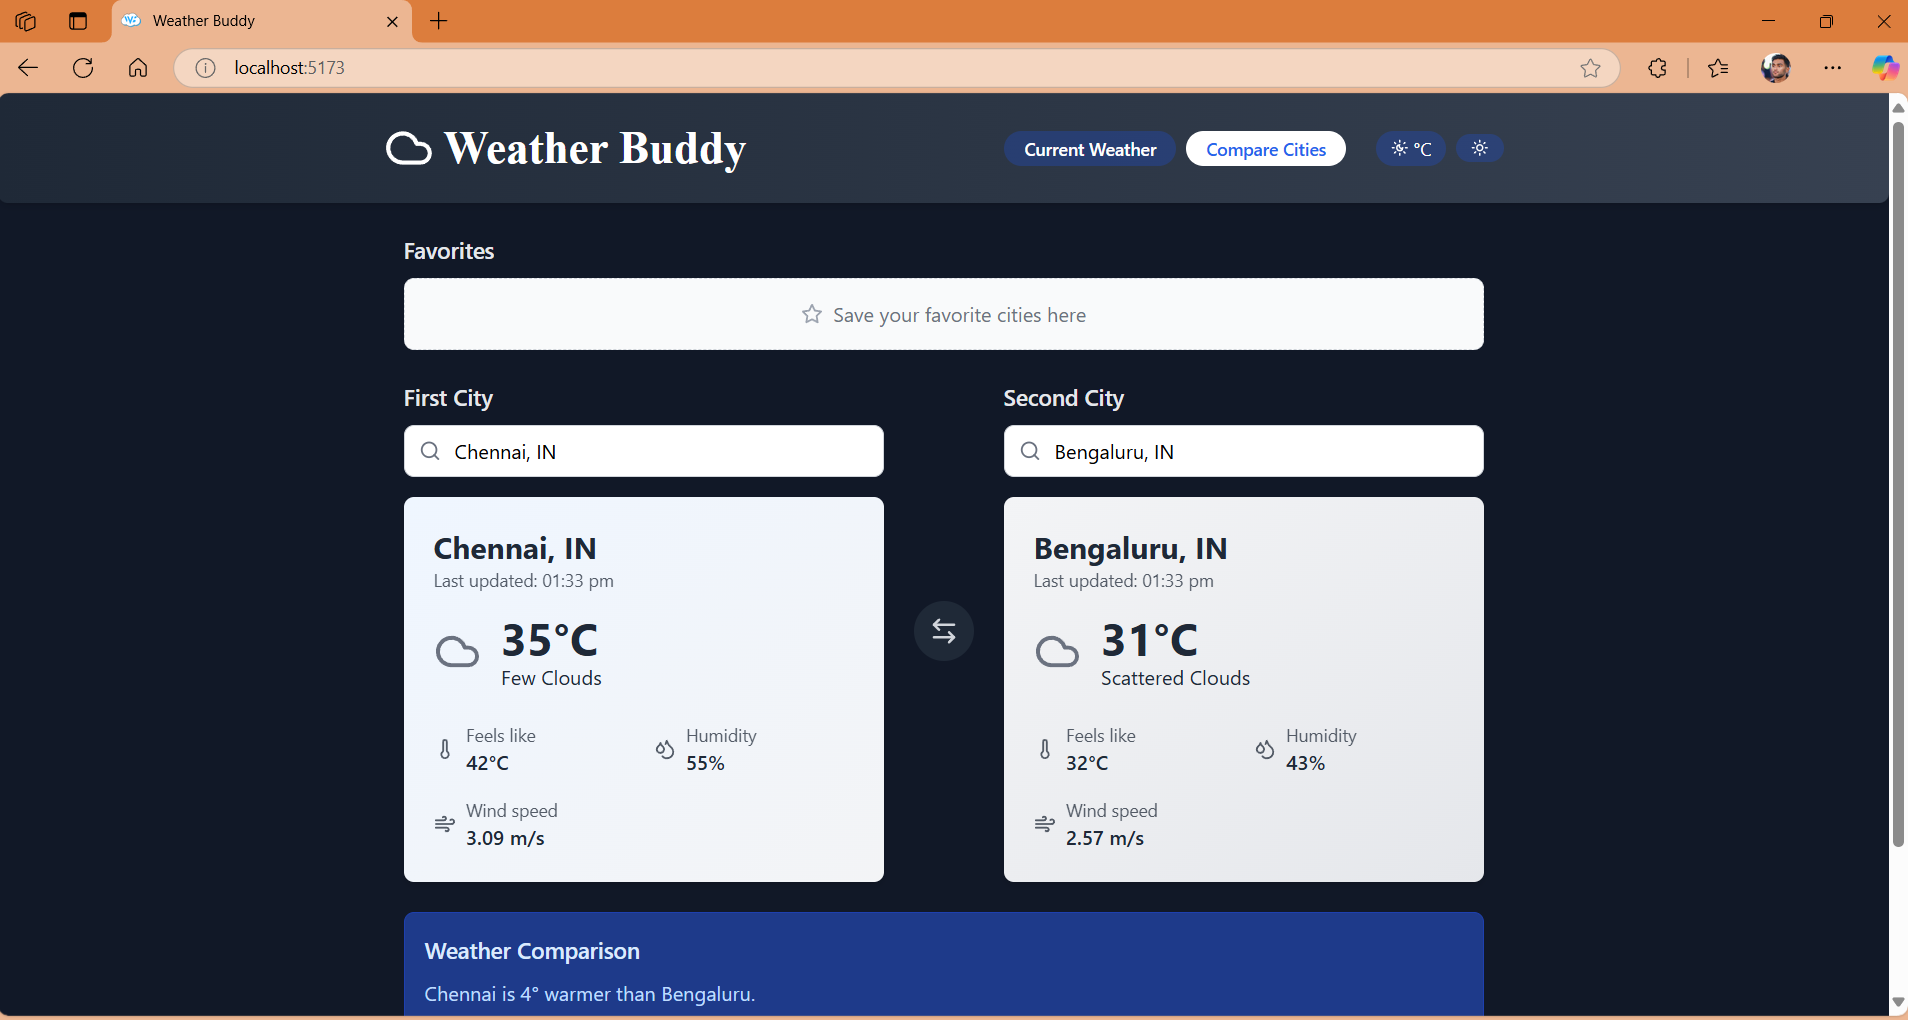 Weather Buddy
localhost:5173
Weather Buddy
Current Weather
Compare Cities
°C
Favorites
Save your favorite cities here
First City
Second City
Chennai, IN
Bengaluru, IN
Chennai, IN
Last updated: 01:33 pm
35°C
Few Clouds
Feels like
42°C
Humidity
55%
Wind speed
3.09 m/s
Bengaluru, IN
Last updated: 01:33 pm
31°C
Scattered Clouds
Feels like
32°C
Humidity
43%
Wind speed
2.57 m/s
Weather Comparison
Chennai is 4° warmer than Bengaluru.